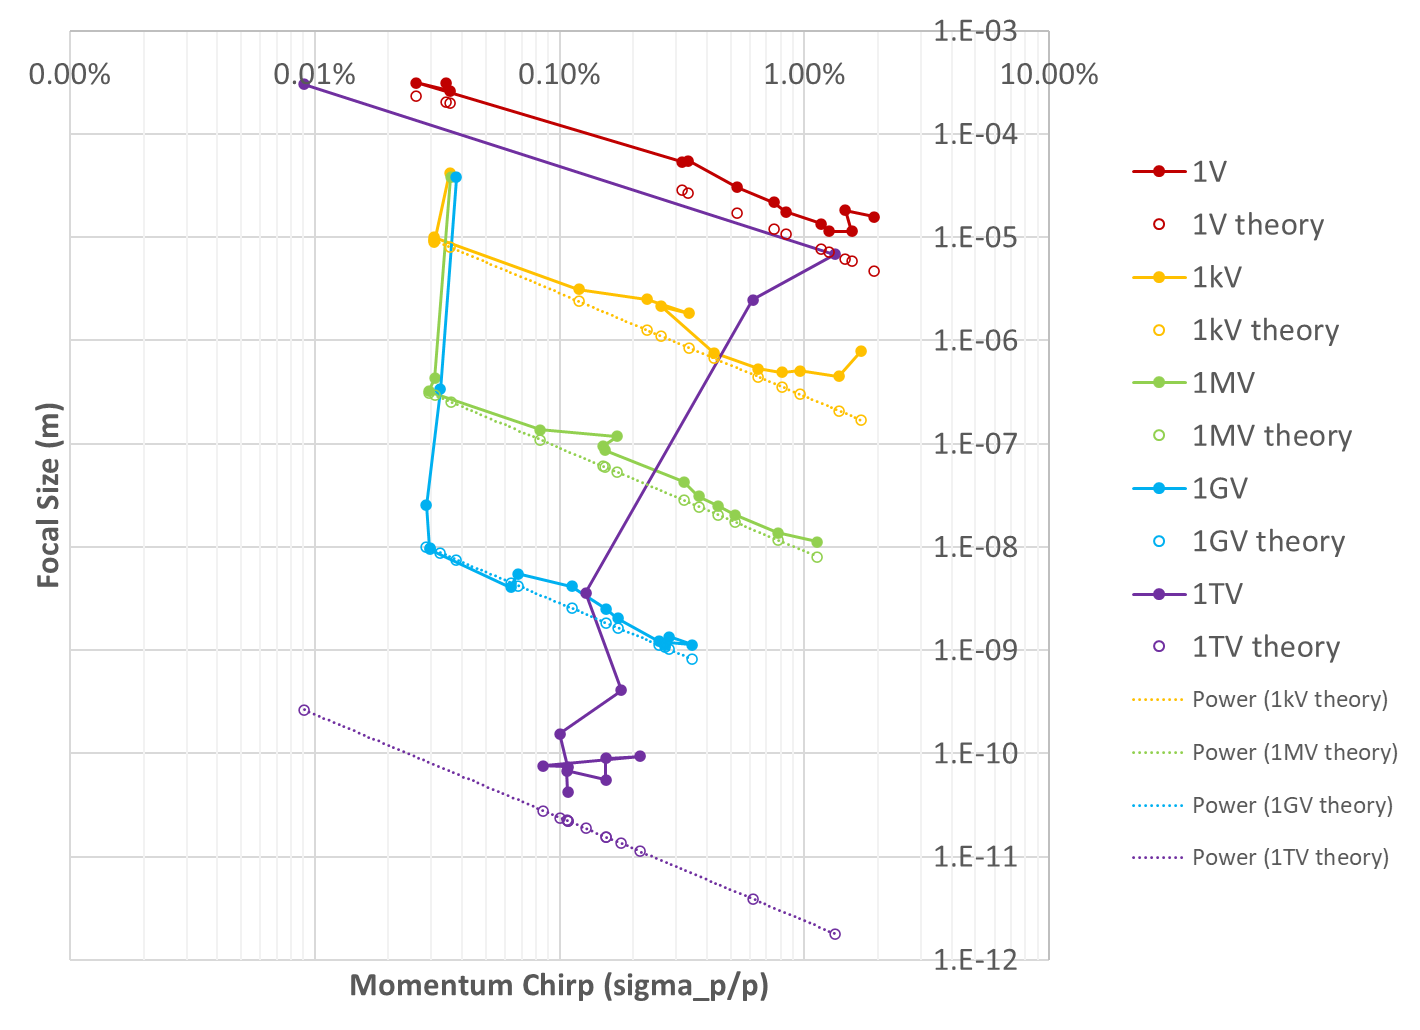 1.E-03
0.00% 0.01% 0.10% 1.00% 10.00%
1.E-04
1.E-05
1.E-06
1.E-07
1.E-08
1.E-09
1.E-10
1.E-11
1.E-12
Focal Size (m)
Momentum Chirp (sigma_p/p)
1V
1V theory
1kV
1kV theory
1MV
1MV theory
1GV
1GV theory
1TV
1TV theory
Power (1kV theory)
Power (1MV theory)
Power (1GV theory)
Power (1TV theory)